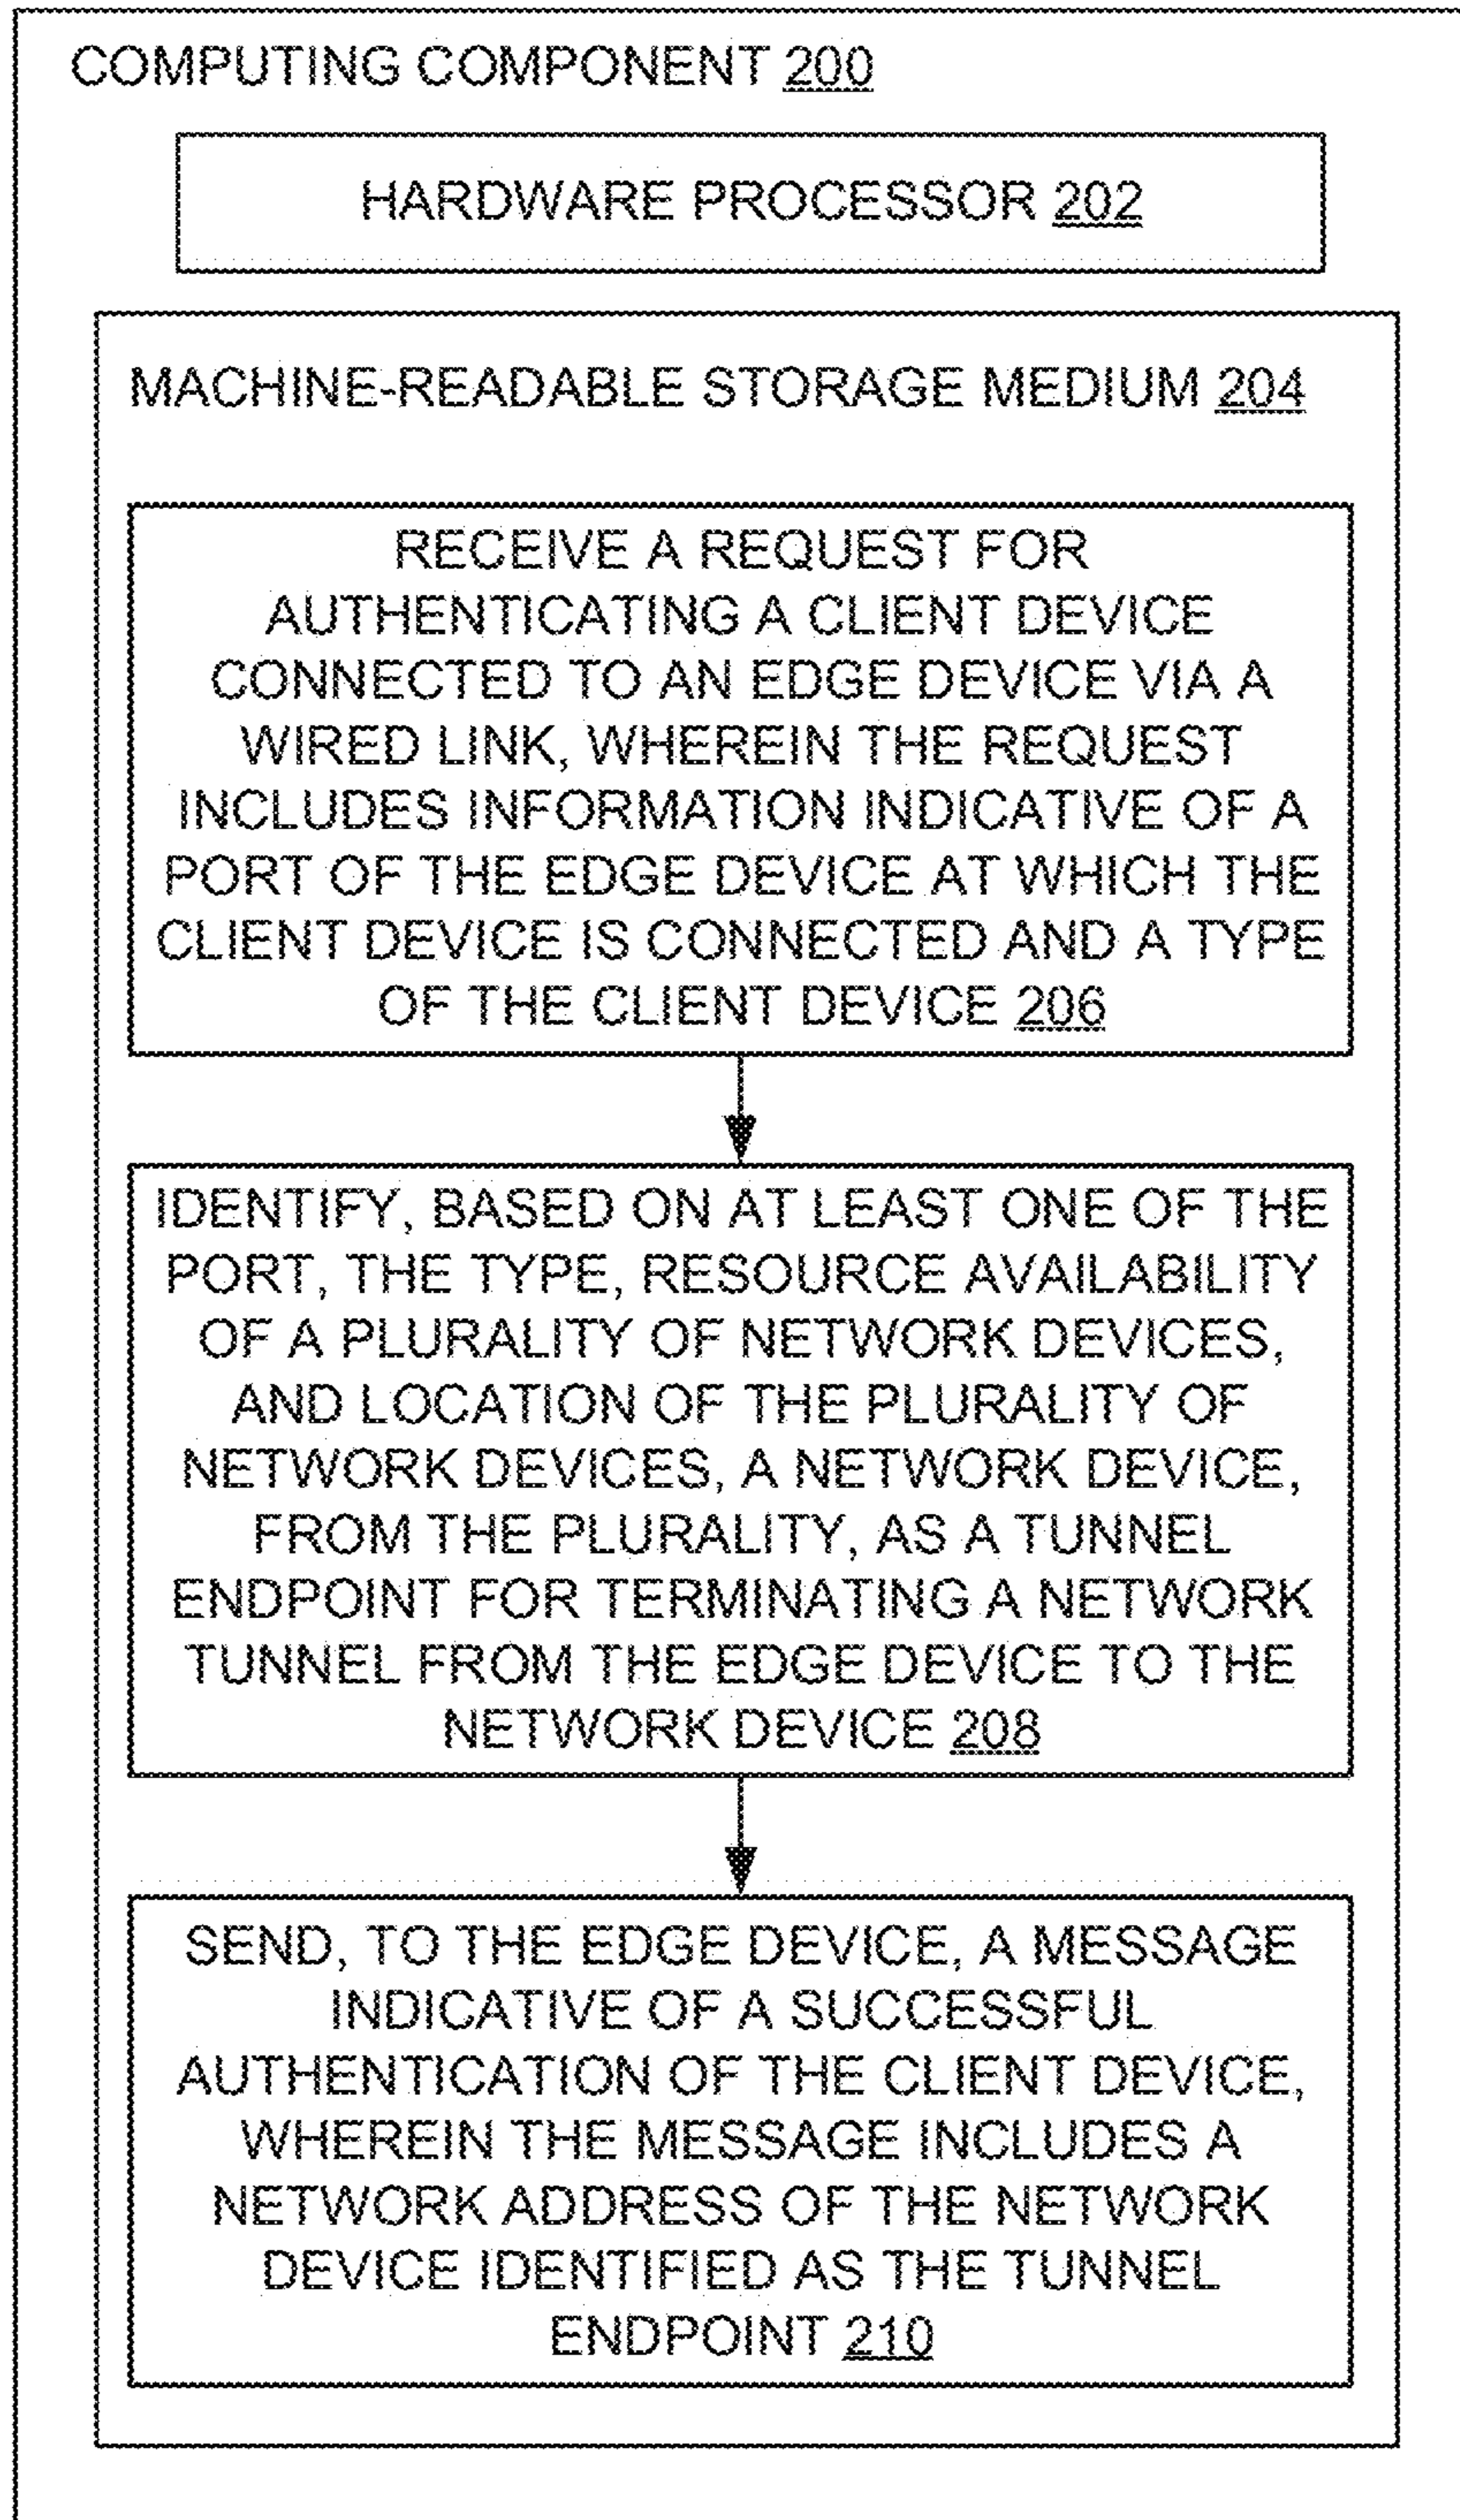 COMPUTING COMPONENT 200
HARDWARE PROCESSOR 202
MACHINE-READABLE STORAGE MEDIUM 204
RECEIVE A REQUEST FOR
AUTHENTICATING A CLIENT DEVICE
CONNECTED TO AN EDGE DEVICE VIA A
WIRED LINK, WHEREIN THE REQUEST
INCLUDES INFORMATION INDICATIVE OF A
PORT OF THE EDGE DEVICE AT WHICH THE
CLIENT DEVICE IS CONNECTED AND A TYPE
OF THE CLIENT DEVICE 206
IDENTIFY, BASED ON AT LEAST ONE OF THE
PORT, THE TYPE, RESOURCE AVAILABILITY
OF A PLURALITY OF NETWORK DEVICES,
AND LOCATION OF THE PLURALITY OF
NETWORK DEVICES, A NETWORK DEVICE,
FROM THE PLURALITY, AS A TUNNEL
ENDPOINT FOR TERMINATING A NETWORK
TUNNEL FROM THE EDGE DEVICE TO THE
NETWORK DEVICE 208
SEND, TO THE EDGE DEVICE, A MESSAGE
INDICATIVE OF A SUCCESSFUL
AUTHENTICATION OF THE CLIENT DEVICE,
WHEREIN THE MESSAGE INCLUDES A
NETWORK ADDRESS OF THE NETWORK
DEVICE IDENTIFIED AS THE TUNNEL
ENDPOINT 210